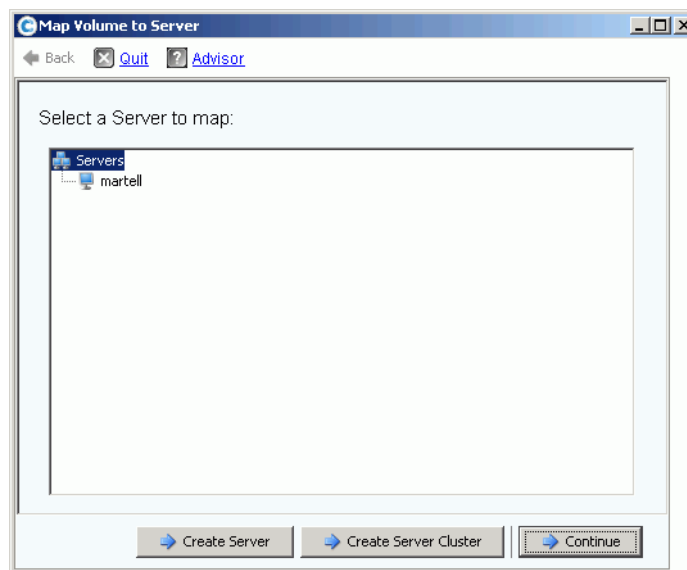 Map Volume to Server
Back Quit Advisor
Select a Server to map:
Servers
martell
Create Server Create Server Cluster Continue